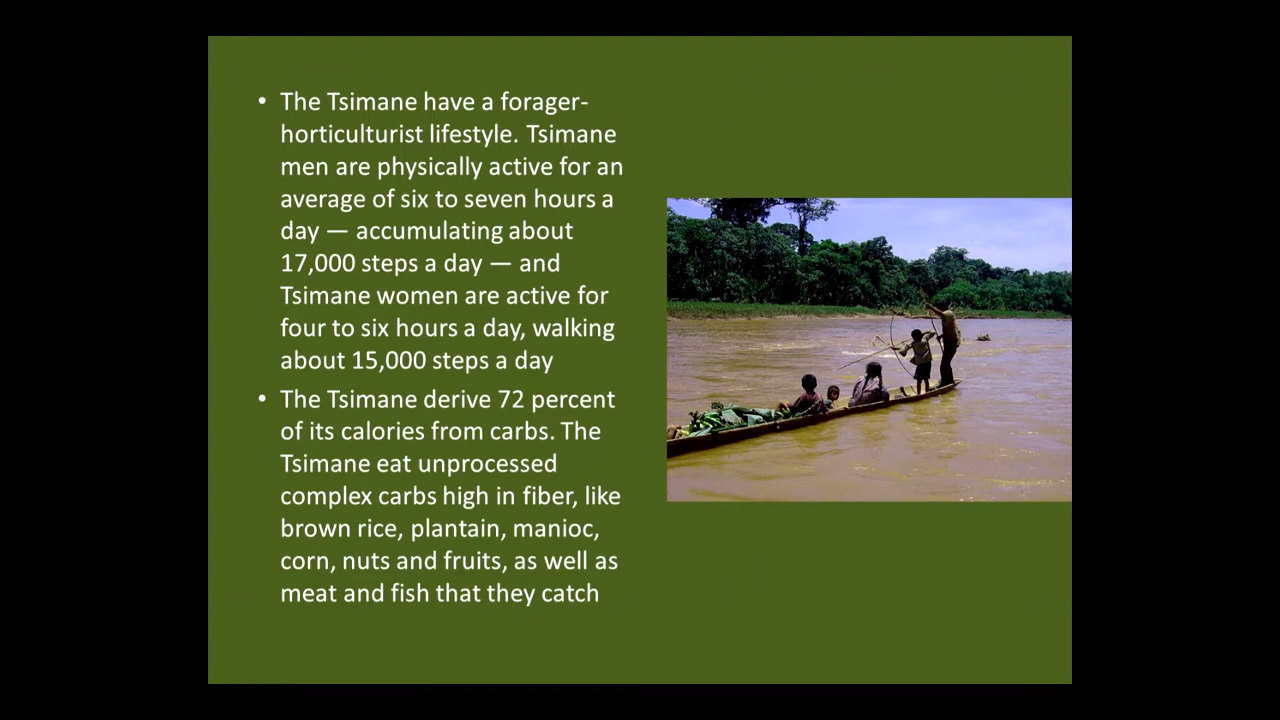 • The Tsimane have a forager-
horticulturist lifestyle. Tsimane
men are physically active for an
average of six to seven hours a
day — accumulating about
17,000 steps a day — and
Tsimane women are active for
four to six hours a day, walking
about 15,000 steps a day
• The Tsimane derive 72 percent
of its calories from carbs. The
Tsimane eat unprocessed
complex carbs high in fiber, like
brown rice, plantain, manioc,
corn, nuts and fruits, as well as
meat and fish that they catch